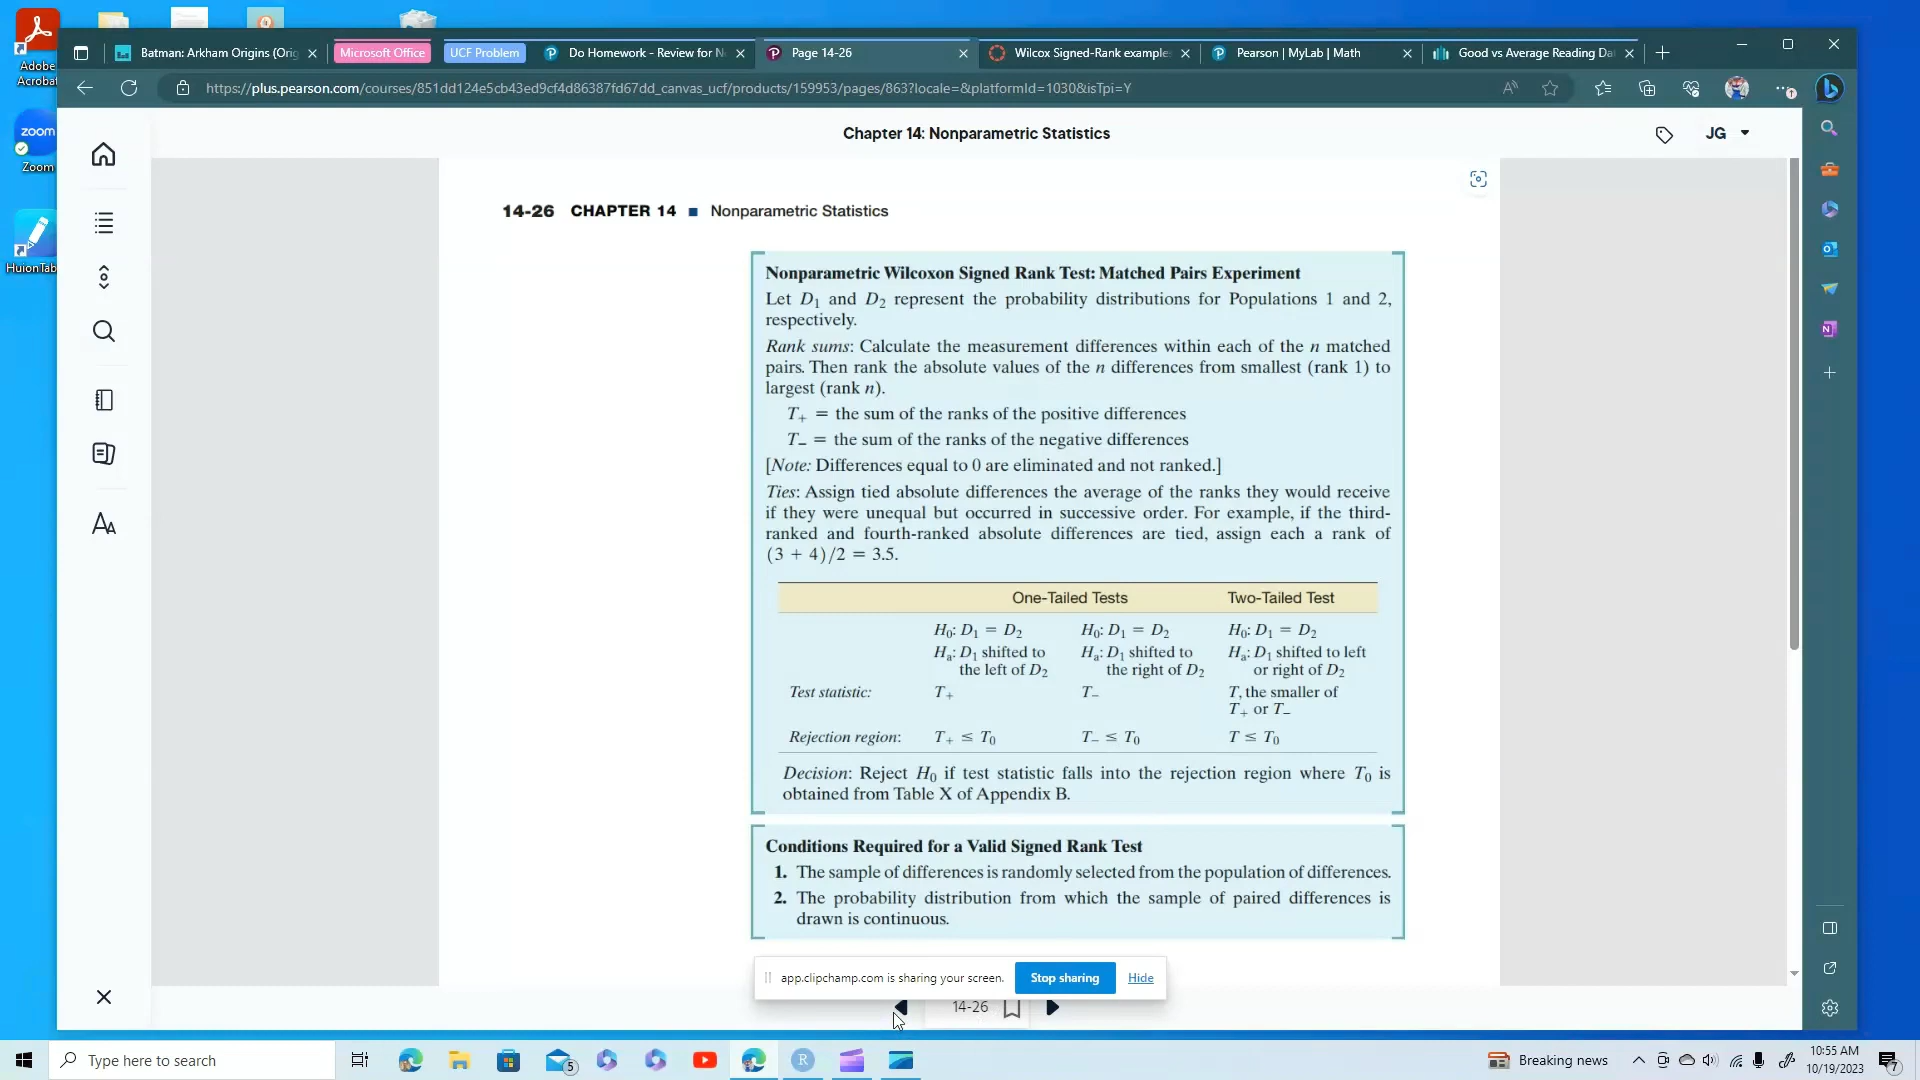 Adobe
Acrobat
zoom
Zoom
HuionTab
Batman: Arkham Origins (Orig
Microsoft Office
UCF Problem
Do Homework - Review for N
Page 14-26
Wilcox Signed-Rank example
Pearson | MyLab | Math
Good vs Average Reading Da
https://plus.pearson.com/courses/851dd124e5cb43ed9cf4d86387fd67dd_canvas_ucf/products/159953/pages/863?locale=&platformId=1030&isTpi=Y
Chapter 14: Nonparametric Statistics
JG
14-26 CHAPTER 14 ■ Nonparametric Statistics
Nonparametric Wilcoxon Signed Rank Test: Matched Pairs Experiment
Let D₁ and D₂ represent the probability distributions for Populations 1 and 2,
respectively.
Rank sums: Calculate the measurement differences within each of the n matched
pairs. Then rank the absolute values of the n differences from smallest (rank 1) to
largest (rank n).
T₊ = the sum of the ranks of the positive differences
T₋ = the sum of the ranks of the negative differences
[Note: Differences equal to 0 are eliminated and not ranked.]
Ties: Assign tied absolute differences the average of the ranks they would receive
if they were unequal but occurred in successive order. For example, if the third-
ranked and fourth-ranked absolute differences are tied, assign each a rank of
(3 + 4)/2 = 3.5.
One-Tailed Tests Two-Tailed Test
H₀: D₁ = D₂ H₀: D₁ = D₂ H₀: D₁ = D₂
Hₐ: D₁ shifted to Hₐ: D₁ shifted to Hₐ: D₁ shifted to left
the left of D₂ the right of D₂ or right of D₂
Test statistic: T₊ T₋ T, the smaller of
T₊ or T₋
Rejection region: T₊ ≤ T₀ T₋ ≤ T₀ T ≤ T₀
Decision: Reject H₀ if test statistic falls into the rejection region where T₀ is
obtained from Table X of Appendix B.
Conditions Required for a Valid Signed Rank Test
1. The sample of differences is randomly selected from the population of differences.
2. The probability distribution from which the sample of paired differences is
drawn is continuous.
app.clipchamp.com is sharing your screen. Stop sharing Hide
14-26
Type here to search
5
R
Breaking news
10:55 AM
10/19/2023
7